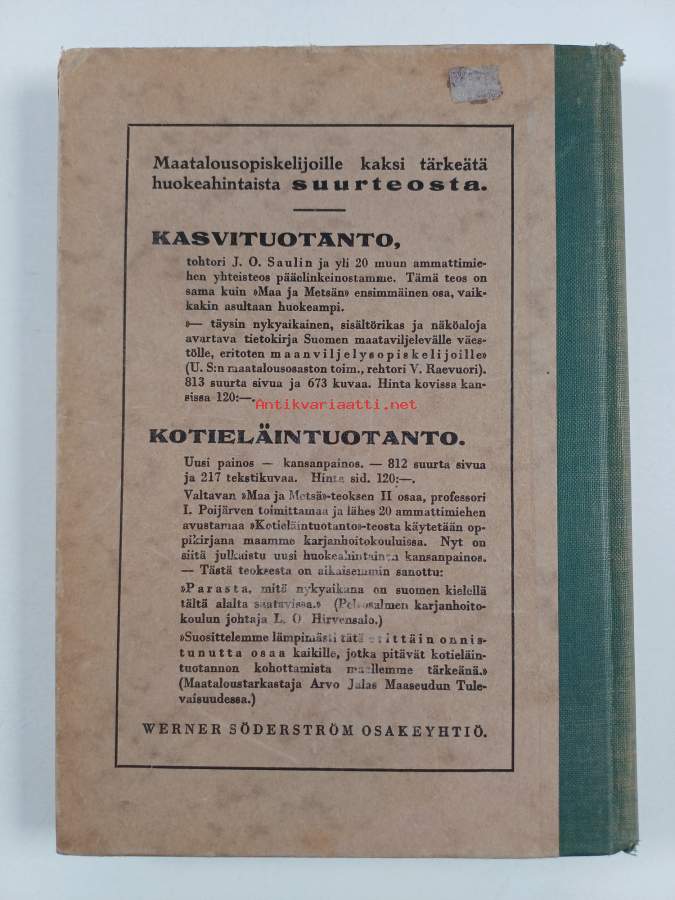 Maatalousopiskelijoille kaksi tärkeätä
huokeahintaista suurteosta.
KASVITUOTANTO,
tohtori J. O. Saulin ja yli 20 muun ammattimie-
hen yhteisteos pääelinkeinostamme. Tämä teos on
sama kuin »Maa ja Metsän» ensimmäinen osa, vaik-
kakin asultaan huokeampi.
»— täysin nykyaikainen, sisältörikas ja näköaloja
avartava tietokirja Suomen maataviljelevälle väes-
tölle, eritoten maanviljelysopiskelijoille»
(U. S:n maatalousosaston toim., rehtori V. Raevuori).
813 suurta sivua ja 673 kuvaa. Hinta kovissa kan-
sissa 120:—.
Antikvariaatti.net
KOTIELÄINTUOTANTO.
Uusi painos — kansanpainos. — 812 suurta sivua
ja 217 tekstikuvaa. Hinta sid. 120:—.
Valtavan »Maa ja Metsä»-teoksen II osaa, professori
I. Poijärven toimittamaa ja lähes 20 ammattimiehen
avustamaa »Kotieläintuotanto»-teosta käytetään op-
pikirjana maamme karjanhoitokouluissa. Nyt on
siitä julkaistu uusi huokeahintainen kansanpainos.
— Tästä teoksesta on aikaisemmin sanottu:
»Parasta, mitä nykyaikana on suomen kielellä
tältä alalta saatavissa.» (Pelsosalmen karjanhoito-
koulun johtaja L. O. Hirvensalo.)
»Suosittelemme lämpimästi tätä erittäin onnis-
tunutta osaa kaikille, jotka pitävät kotieläin-
tuotannon kohottamista maallemme tärkeänä.»
(Maataloustarkastaja Arvo Jalas Maaseudun Tule-
vaisuudessa.)
WERNER SÖDERSTRÖM OSAKEYHTIÖ.